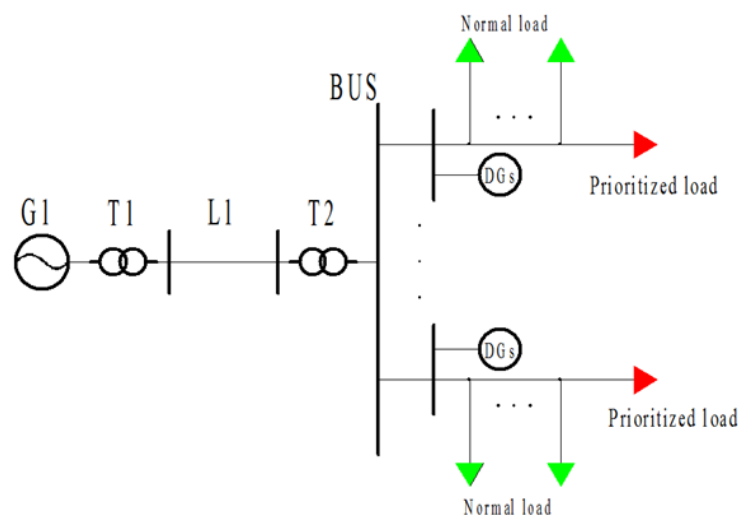 Normal load
BUS
. . .
DGs
Prioritized load
G1
T1
L1
T2
DGs
. . .
Prioritized load
Normal load